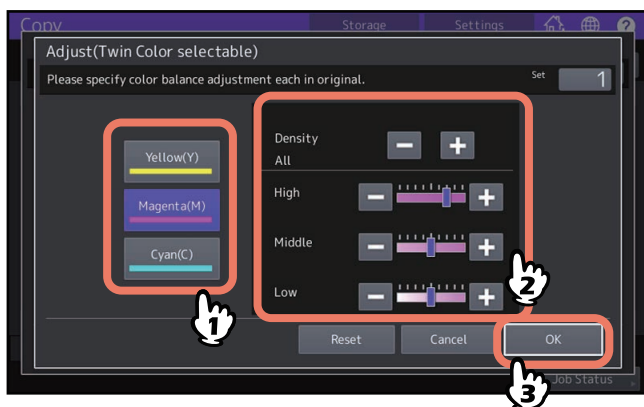 Copy
Storage Settings ?
Adjust(Twin Color selectable)
Please specify color balance adjustment each in original.
Set 1
Yellow(Y)
Magenta(M)
Cyan(C)
Density
All
High
Middle
Low
1
2
Reset Cancel OK
3
Job Status